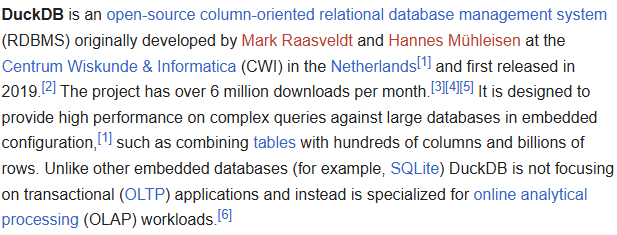 DuckDB is an open-source column-oriented relational database management system
(RDBMS) originally developed by Mark Raasveldt and Hannes Mühleisen at the
Centrum Wiskunde & Informatica (CWI) in the Netherlands[1] and first released in
2019.[2] The project has over 6 million downloads per month.[3][4][5] It is designed to
provide high performance on complex queries against large databases in embedded
configuration,[1] such as combining tables with hundreds of columns and billions of
rows. Unlike other embedded databases (for example, SQLite) DuckDB is not focusing
on transactional (OLTP) applications and instead is specialized for online analytical
processing (OLAP) workloads.[6]